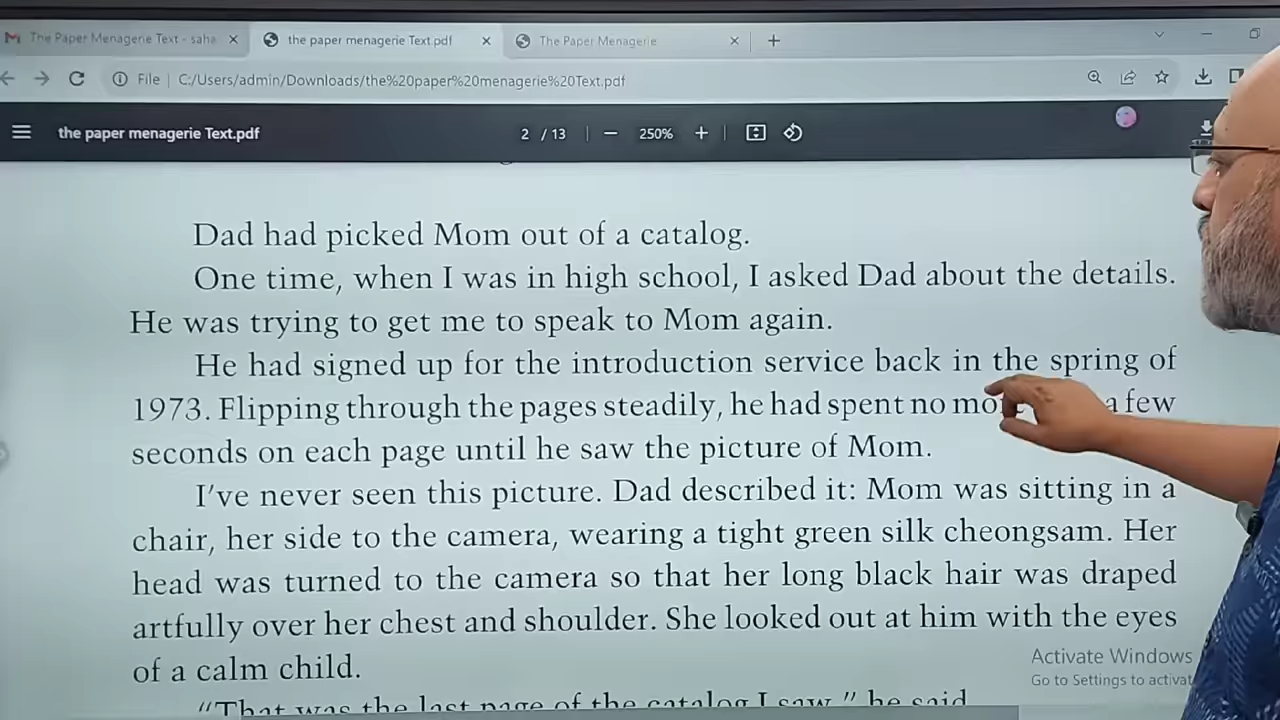 The Paper Menagerie Text - saha
the paper menagerie Text.pdf
The Paper Menagerie
File C:/Users/admin/Downloads/the%20paper%20menagerie%20Text.pdf
the paper menagerie Text.pdf 2 / 13 250%
Dad had picked Mom out of a catalog.
One time, when I was in high school, I asked Dad about the details.
He was trying to get me to speak to Mom again.
He had signed up for the introduction service back in the spring of
1973. Flipping through the pages steadily, he had spent no a few
seconds on each page until he saw the picture of Mom.
I've never seen this picture. Dad described it: Mom was sitting in a
chair, her side to the camera, wearing a tight green silk cheongsam. Her
head was turned to the camera so that her long black hair was draped
artfully over her chest and shoulder. She looked out at him with the eyes
of a calm child.
"That was the last page of the catalog I saw," he said
Activate Windows
Go to Settings to activat